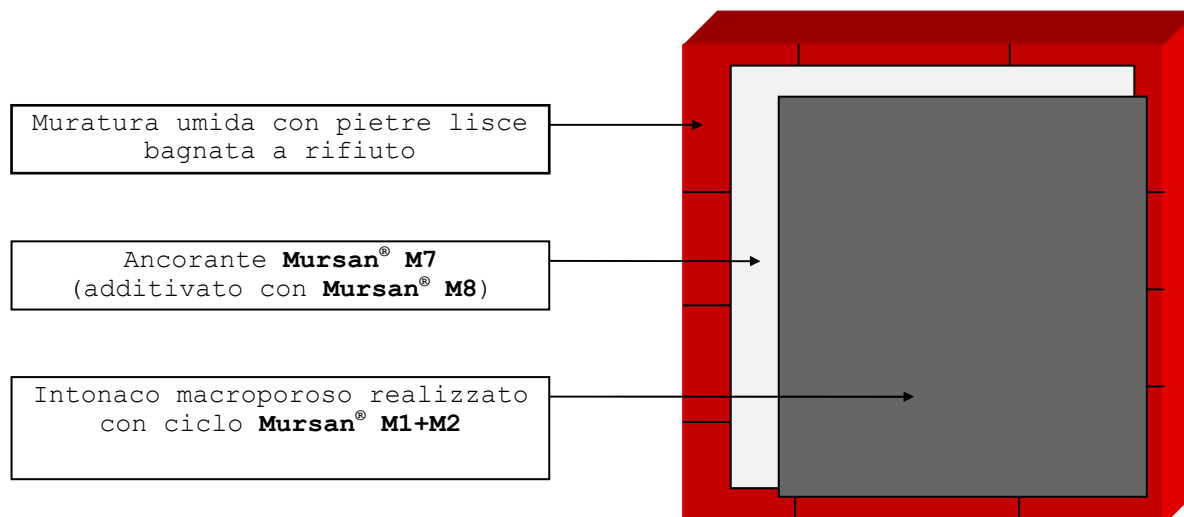 Muratura umida con pietre lisce
bagnata a rifiuto
Ancorante Mursan® M7
(additivato con Mursan® M8)
Intonaco macroporoso realizzato
con ciclo Mursan® M1+M2